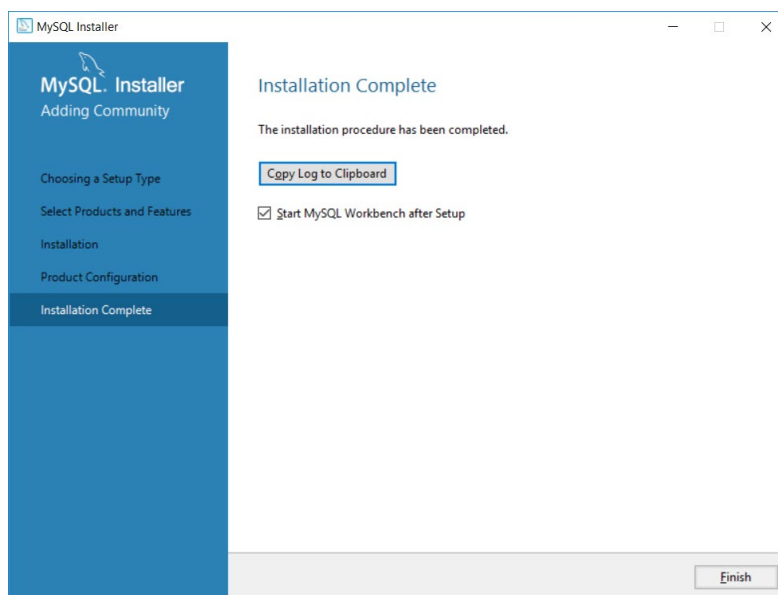 MySQL Installer
MySQL. Installer
Adding Community
Choosing a Setup Type
Select Products and Features
Installation
Product Configuration
Installation Complete
Installation Complete
The installation procedure has been completed.
Copy Log to Clipboard
Start MySQL Workbench after Setup
Finish